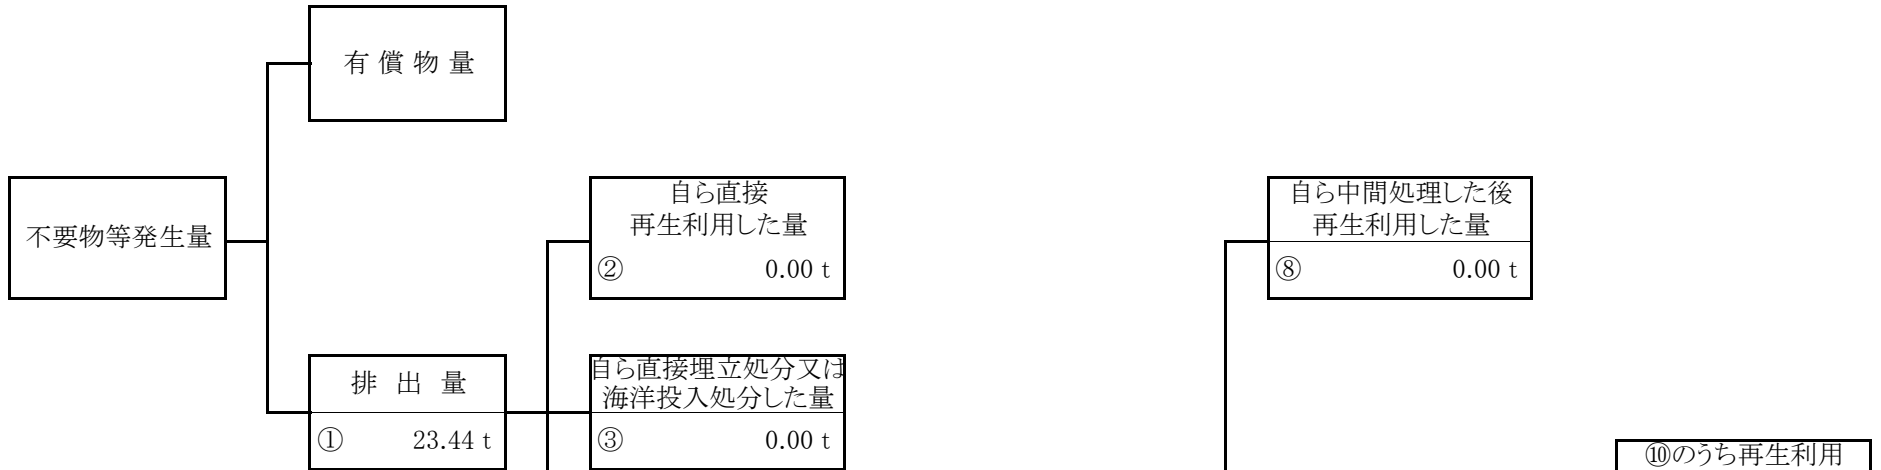 有 償 物 量
不要物等発生量
自ら直接
再生利用した量
② 0.00 t
自ら中間処理した後
再生利用した量
⑧ 0.00 t
排 出 量
① 23.44 t
自ら直接埋立処分又は
海洋投入処分した量
③ 0.00 t
⑩のうち再生利用